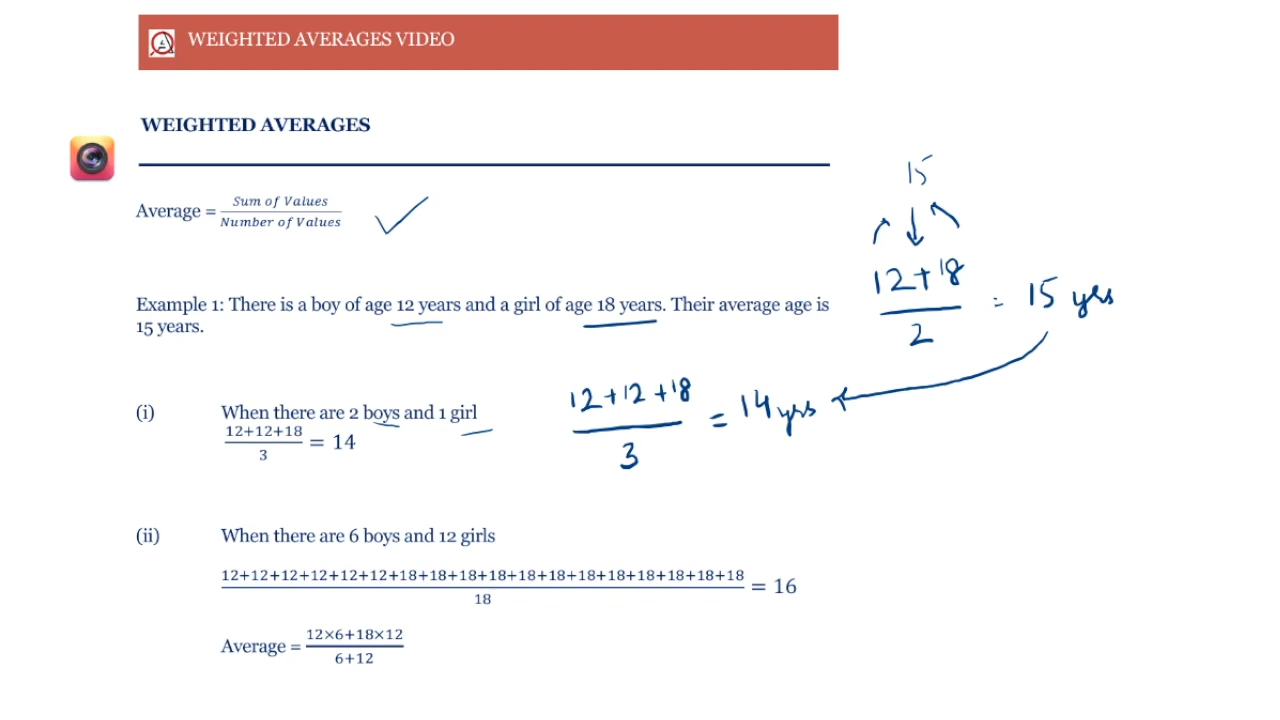 WEIGHTED AVERAGES VIDEO
WEIGHTED AVERAGES
15
Average = Sum of Values / Number of Values
12+18 / 2 = 15 yrs
Example 1: There is a boy of age 12 years and a girl of age 18 years. Their average age is
15 years.
(i) When there are 2 boys and 1 girl
12+12+18 / 3 = 14
12+12+18 / 3 = 14 yrs
(ii) When there are 6 boys and 12 girls
12+12+12+12+12+12+18+18+18+18+18+18+18+18+18+18+18+18 / 18 = 16
Average = 12×6+18×12 / 6+12